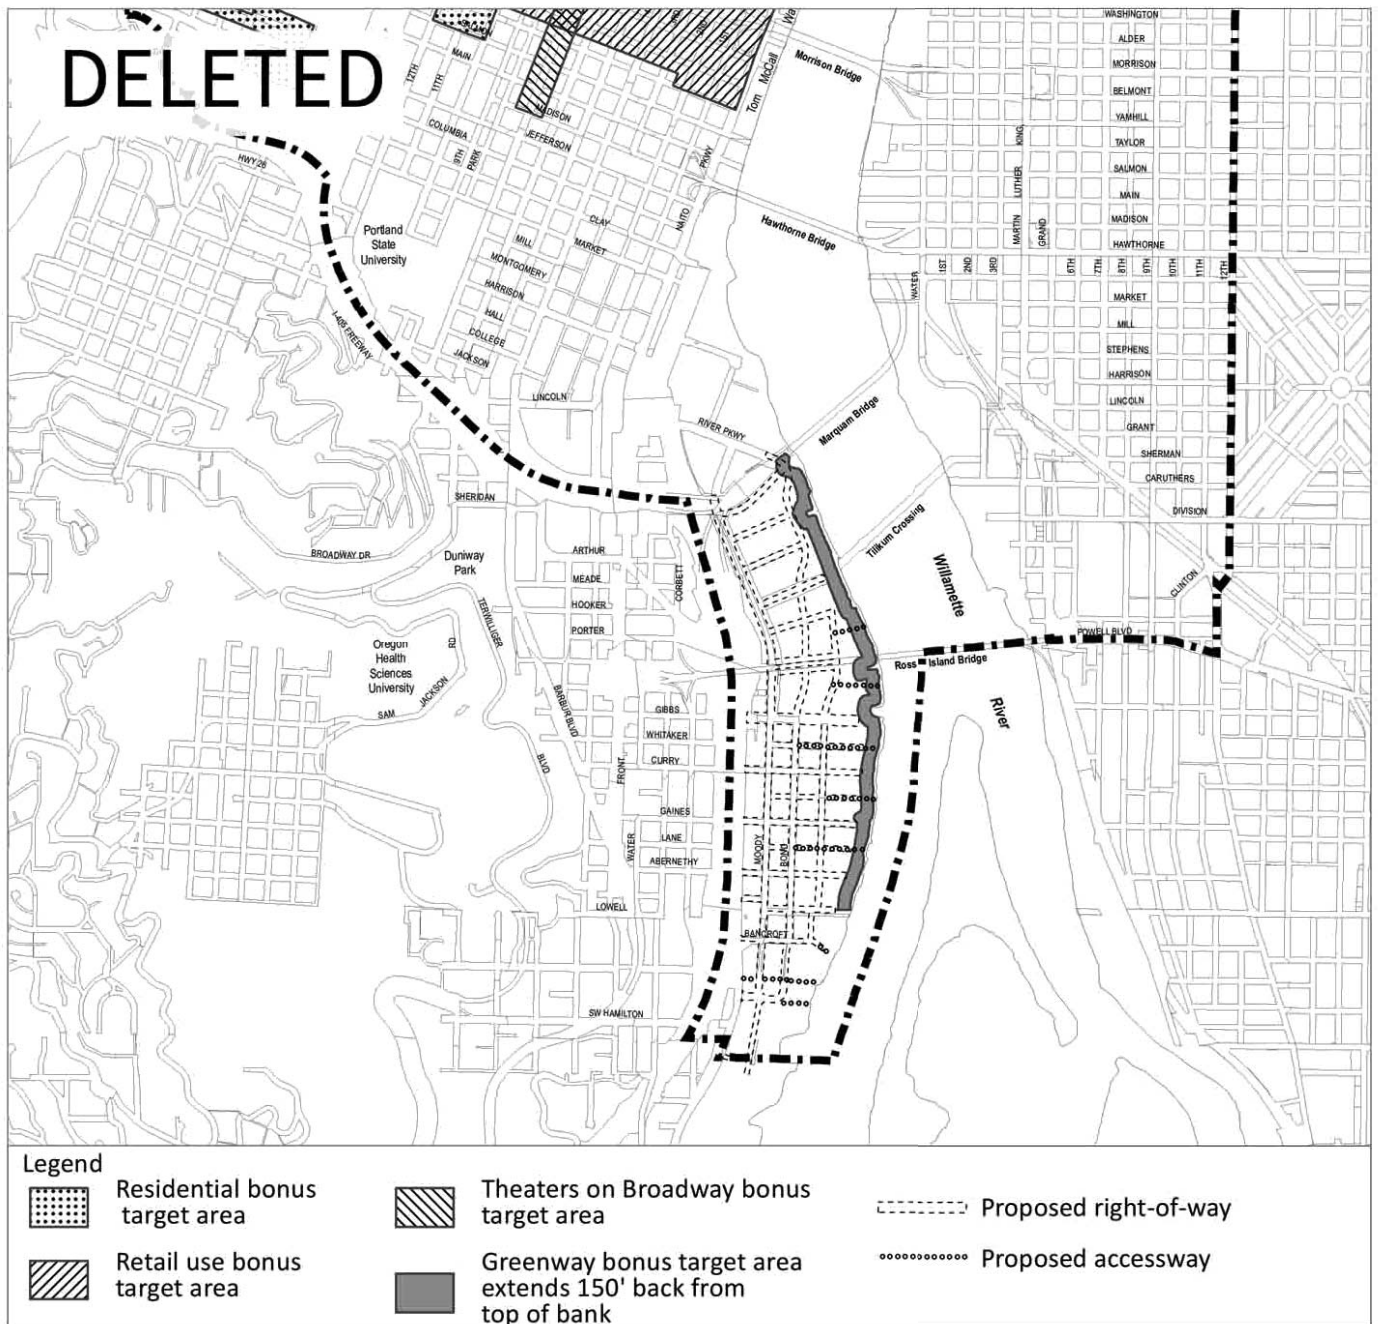 DELETED
Wa
Tom McCall
Morrison Bridge
WASHINGTON
ALDER
MORRISON
BELMONT
YAMHILL
TAYLOR
SALMON
MAIN
MADISON
HAWTHORNE
MARTIN LUTHER KING
GRAND
SALMON
MAIN
12TH
11TH
MADISON
JEFFERSON
COLUMBIA
9TH
PARK
HWY 26
NAITO PKWY
Hawthorne Bridge
CLAY
MARKET
MILL
MONTGOMERY
HARRISON
HALL
COLLEGE
JACKSON
LINCOLN
Portland
State
University
I-405 FREEWAY
WATER
1ST
2ND
3RD
6TH
7TH
8TH
9TH
10TH
11TH
12TH
MARKET
MILL
STEPHENS
HARRISON
LINCOLN
GRANT
SHERMAN
CARUTHERS
DIVISION
CLINTON
POWELL BLVD
RIVER PKWY
Marquam Bridge
Tilikum Crossing
Willamette
River
Ross Island Bridge
SHERIDAN
BROADWAY DR
Duniway
Park
ARTHUR
MEADE
HOOKER
PORTER
CORBETT
TERWILLIGER
BLVD
BARBUR BLVD
Oregon
Health
Sciences
University
SAM
JACKSON
RD
GIBBS
WHITAKER
CURRY
FRONT
GAINES
LANE
ABERNETHY
WATER
LOWELL
MOODY
BOND
BANCROFT
SW HAMILTON
Legend
Residential bonus
target area
Retail use bonus
target area
Theaters on Broadway bonus
target area
Greenway bonus target area
extends 150' back from
top of bank
Proposed right-of-way
Proposed accessway